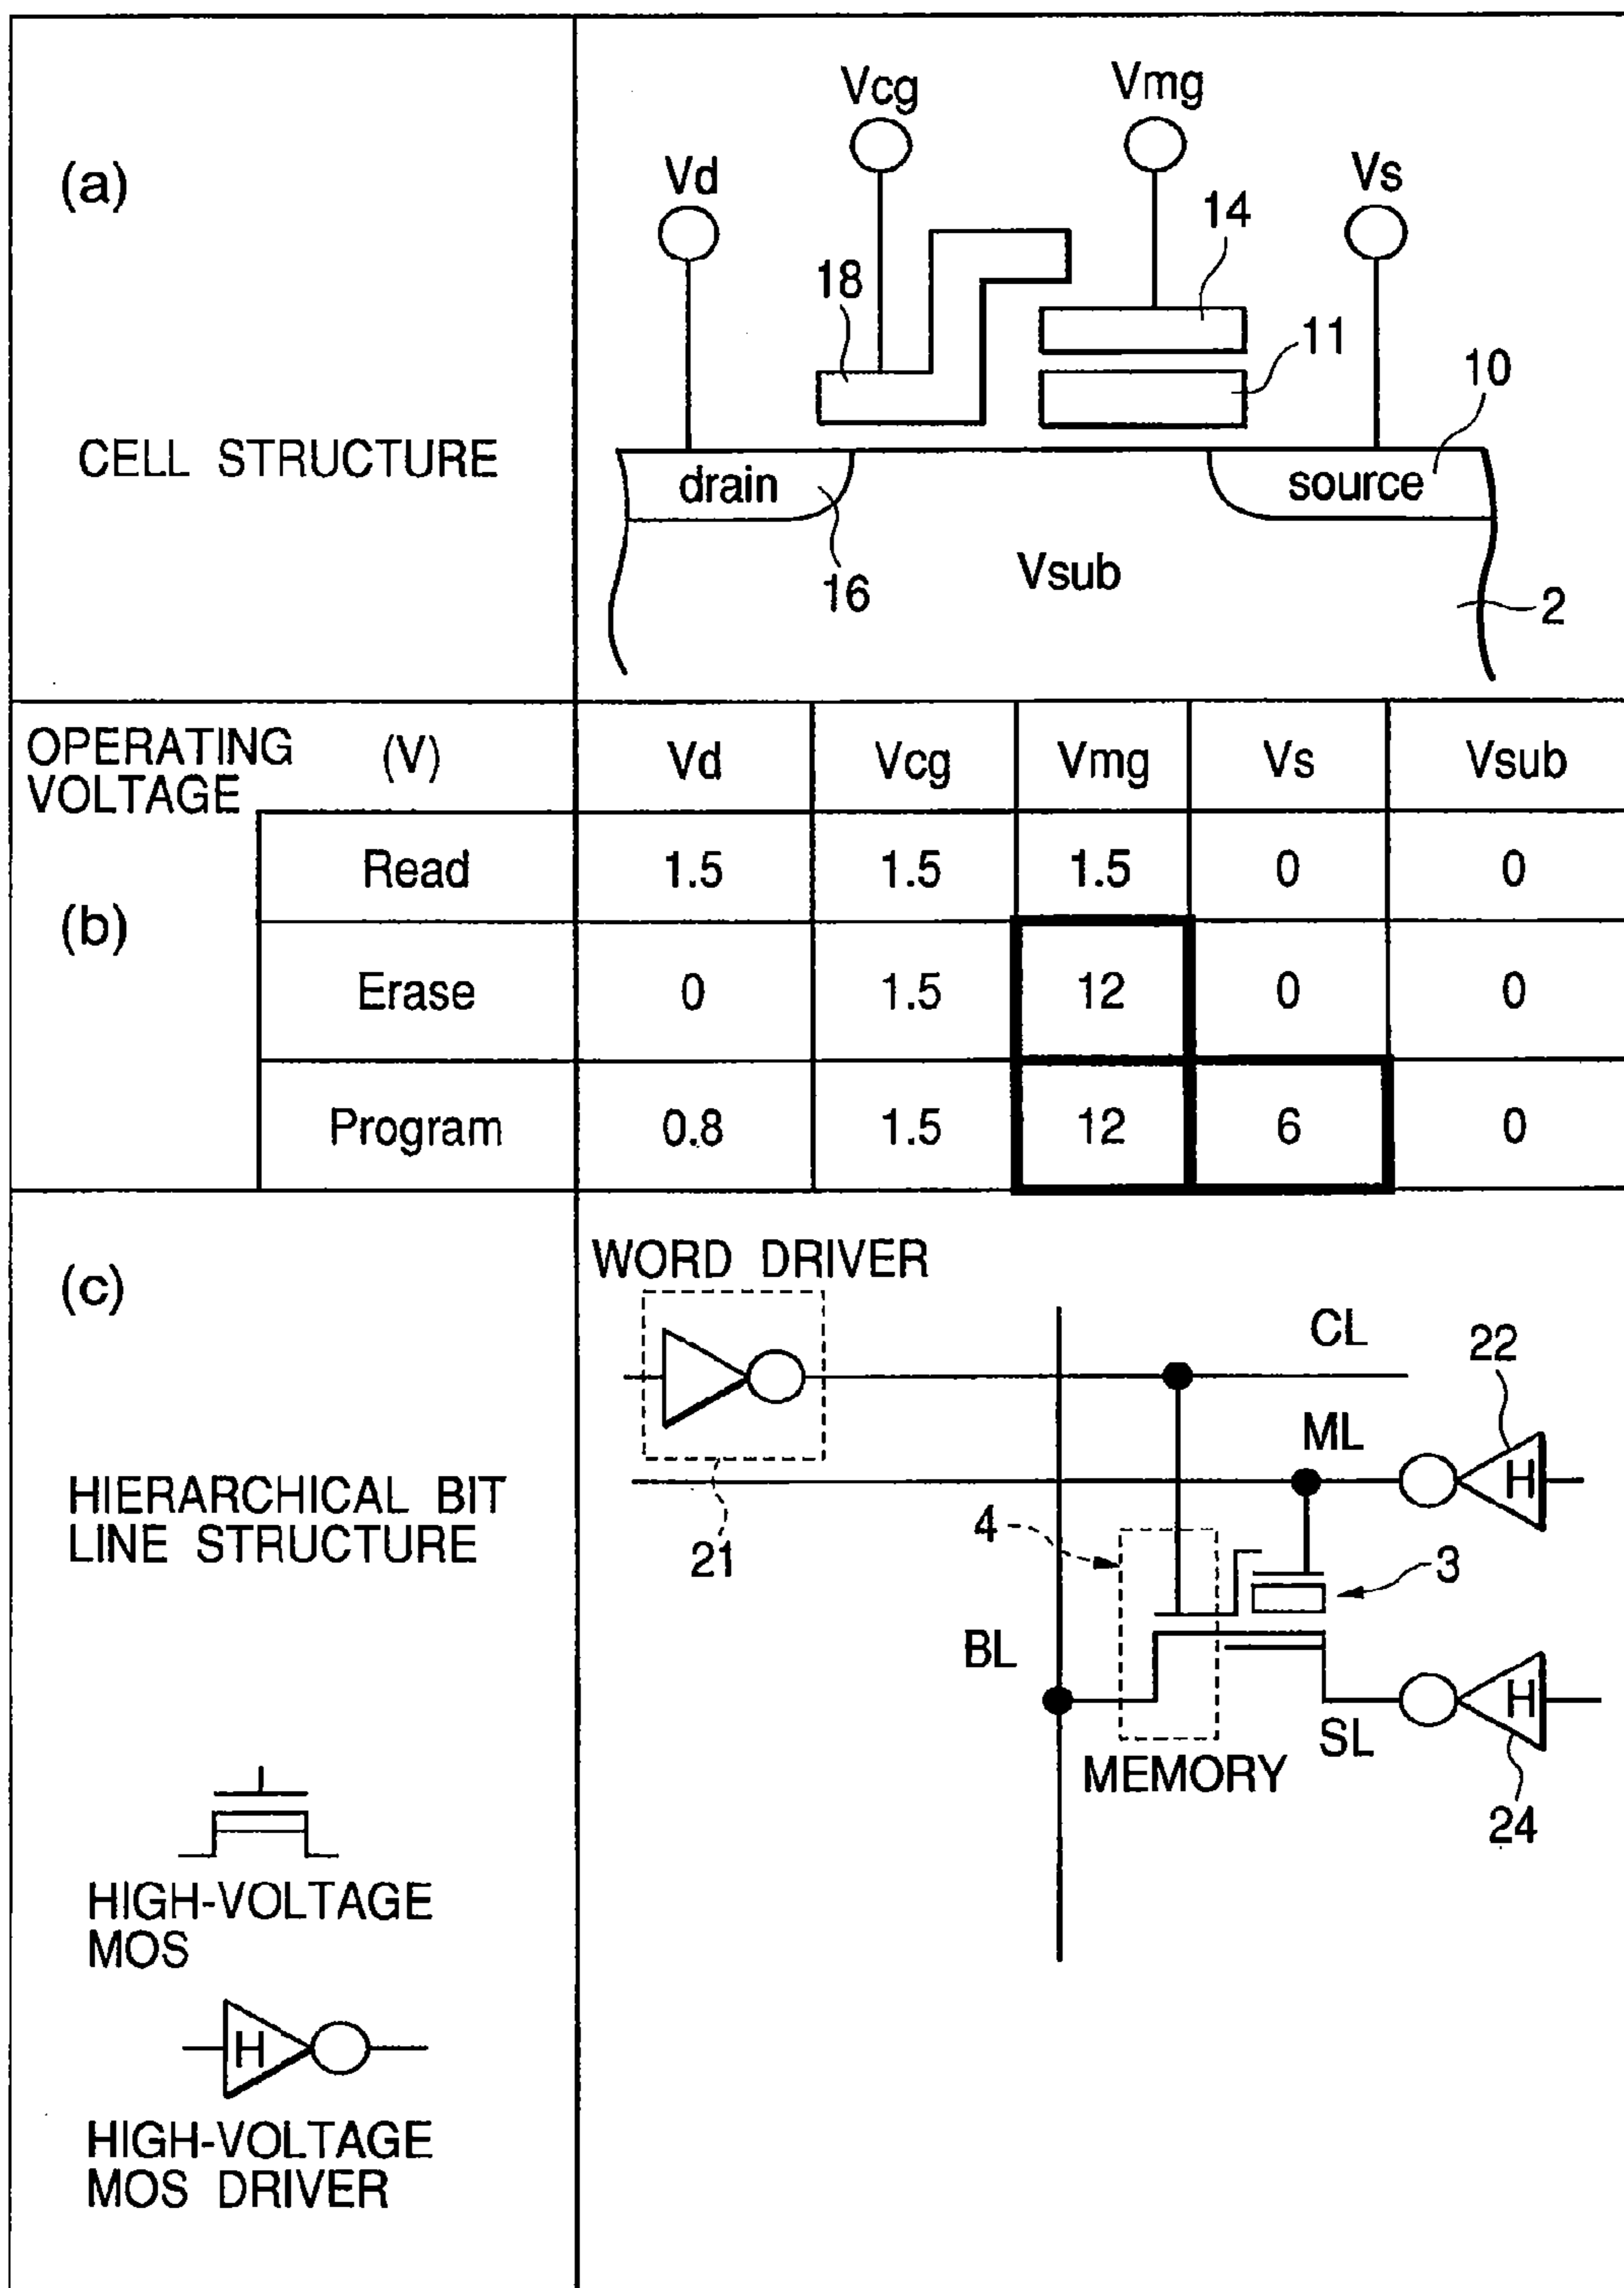 (a)
CELL STRUCTURE
Vd
Vcg
Vmg
Vs
18
14
11
10
drain
source
16
Vsub
2
OPERATING
VOLTAGE
(V) Vd Vcg Vmg Vs Vsub
(b)
Read 1.5 1.5 1.5 0 0
Erase 0 1.5 12 0 0
Program 0.8 1.5 12 6 0
(c)
HIERARCHICAL BIT
LINE STRUCTURE
HIGH-VOLTAGE
MOS
H
HIGH-VOLTAGE
MOS DRIVER
WORD DRIVER
21
CL
22
ML
H
4
3
BL
H
SL
MEMORY
24